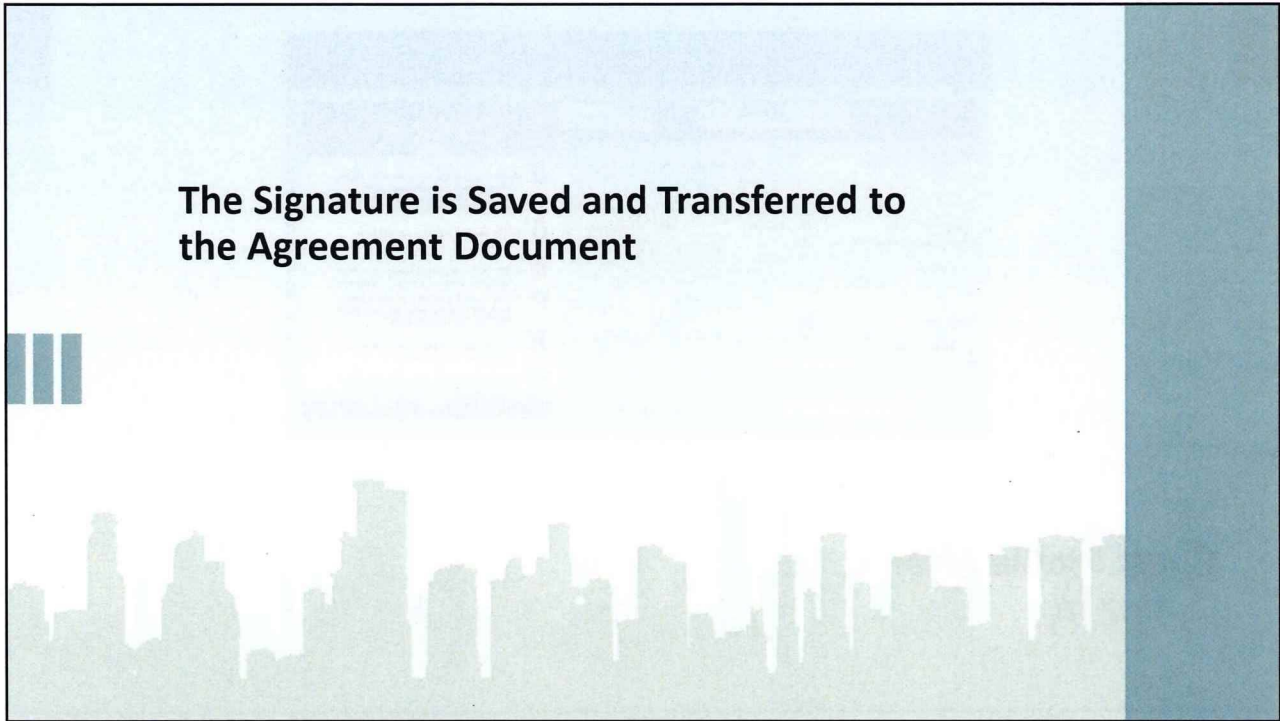 The Signature is Saved and Transferred to
the Agreement Document